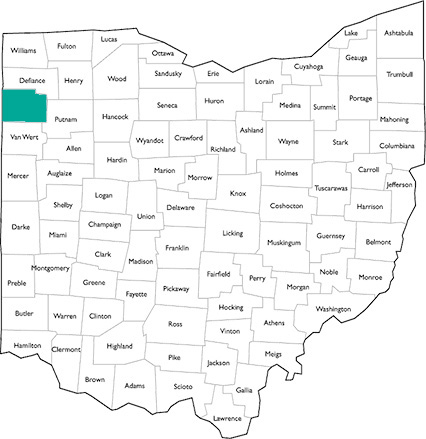 Lake
Ashtabula
Lucas
Williams
Fulton
Ottawa
Geauga
Cuyahoga
Trumbull
Defiance
Henry
Wood
Sandusky
Erie
Lorain
Portage
Seneca
Huron
Medina
Summit
Putnam
Hancock
Mahoning
Van Wert
Wyandot
Crawford
Ashland
Wayne
Stark
Columbiana
Allen
Richland
Hardin
Mercer
Auglaize
Marion
Morrow
Holmes
Carroll
Jefferson
Tuscarawas
Logan
Knox
Shelby
Delaware
Coshocton
Harrison
Union
Darke
Champaign
Miami
Licking
Guernsey
Belmont
Franklin
Muskingum
Clark
Madison
Montgomery
Fairfield
Perry
Noble
Monroe
Preble
Greene
Pickaway
Morgan
Fayette
Hocking
Washington
Butler
Warren
Clinton
Ross
Vinton
Athens
Hamilton
Clermont
Highland
Pike
Jackson
Meigs
Brown
Adams
Scioto
Gallia
Lawrence